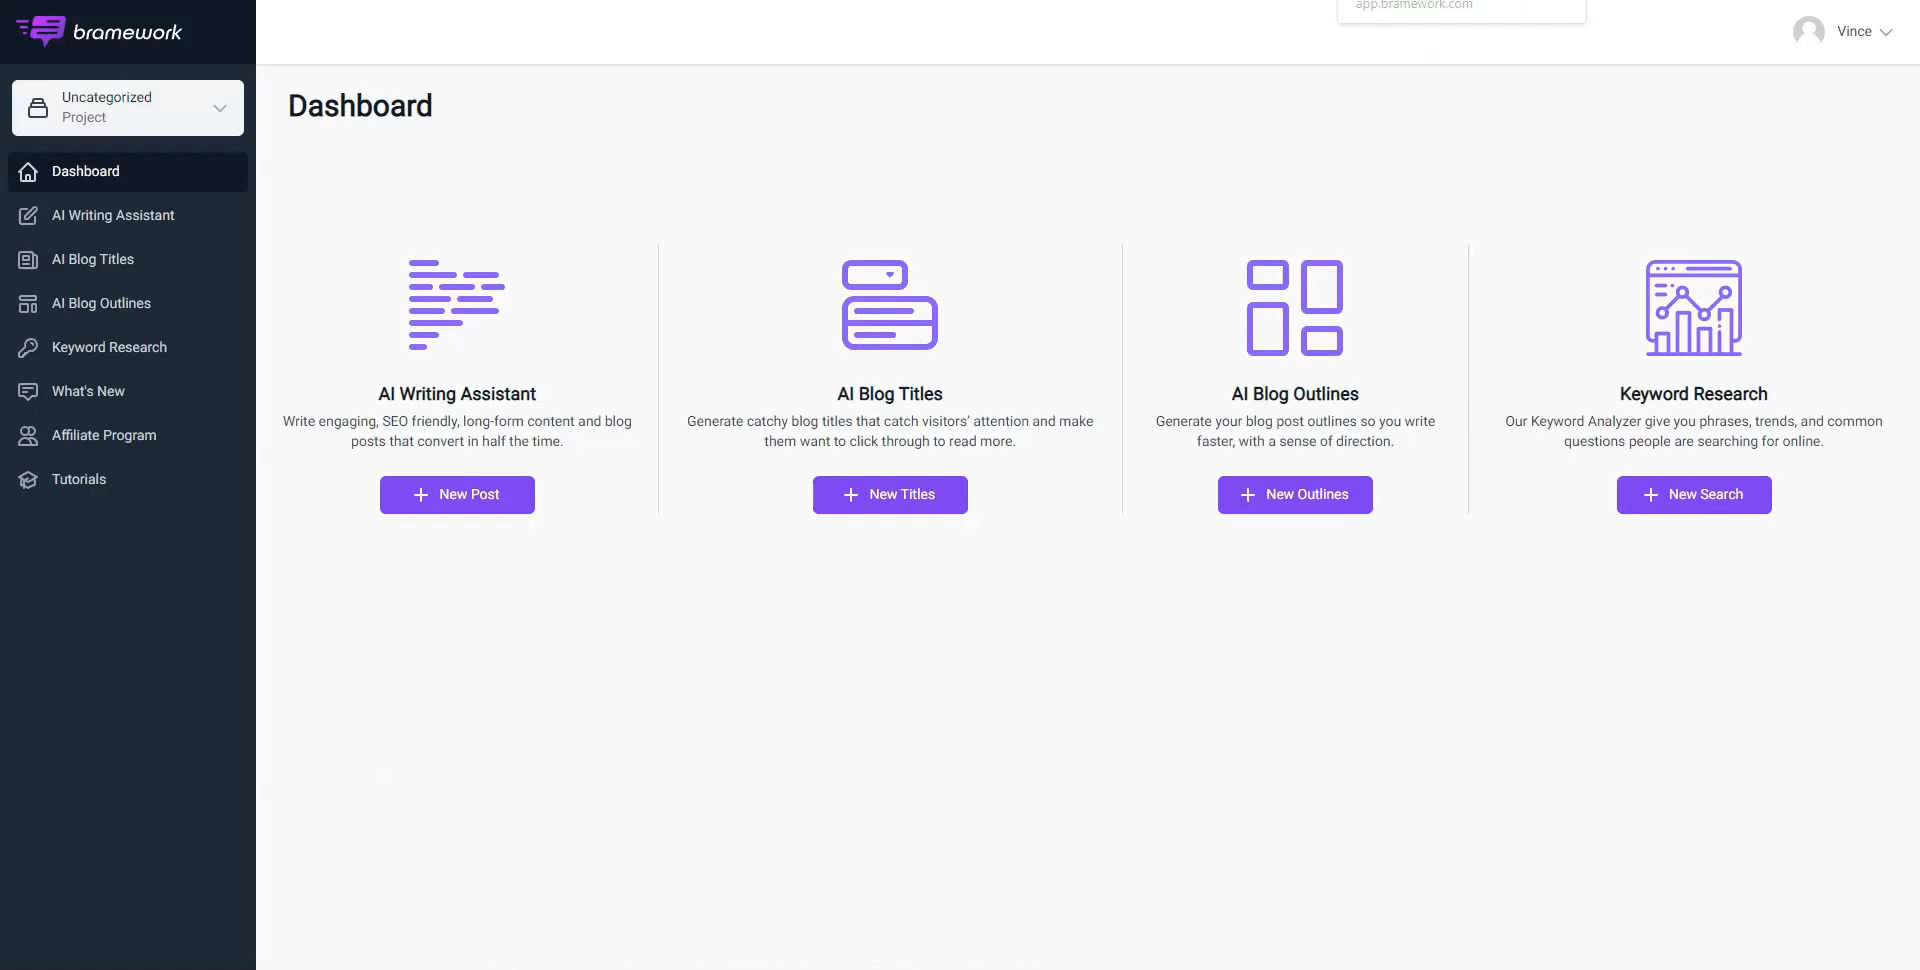 bramework
app.bramework.com
Vince
Uncategorized
Project
Dashboard
AI Writing Assistant
AI Blog Titles
AI Blog Outlines
Keyword Research
What's New
Affiliate Program
Tutorials
Dashboard
AI Writing Assistant
Write engaging, SEO friendly, long-form content and blog
posts that convert in half the time.
New Post
AI Blog Titles
Generate catchy blog titles that catch visitors’ attention and make
them want to click through to read more.
New Titles
AI Blog Outlines
Generate your blog post outlines so you write
faster, with a sense of direction.
New Outlines
Keyword Research
Our Keyword Analyzer give you phrases, trends, and common
questions people are searching for online.
New Search